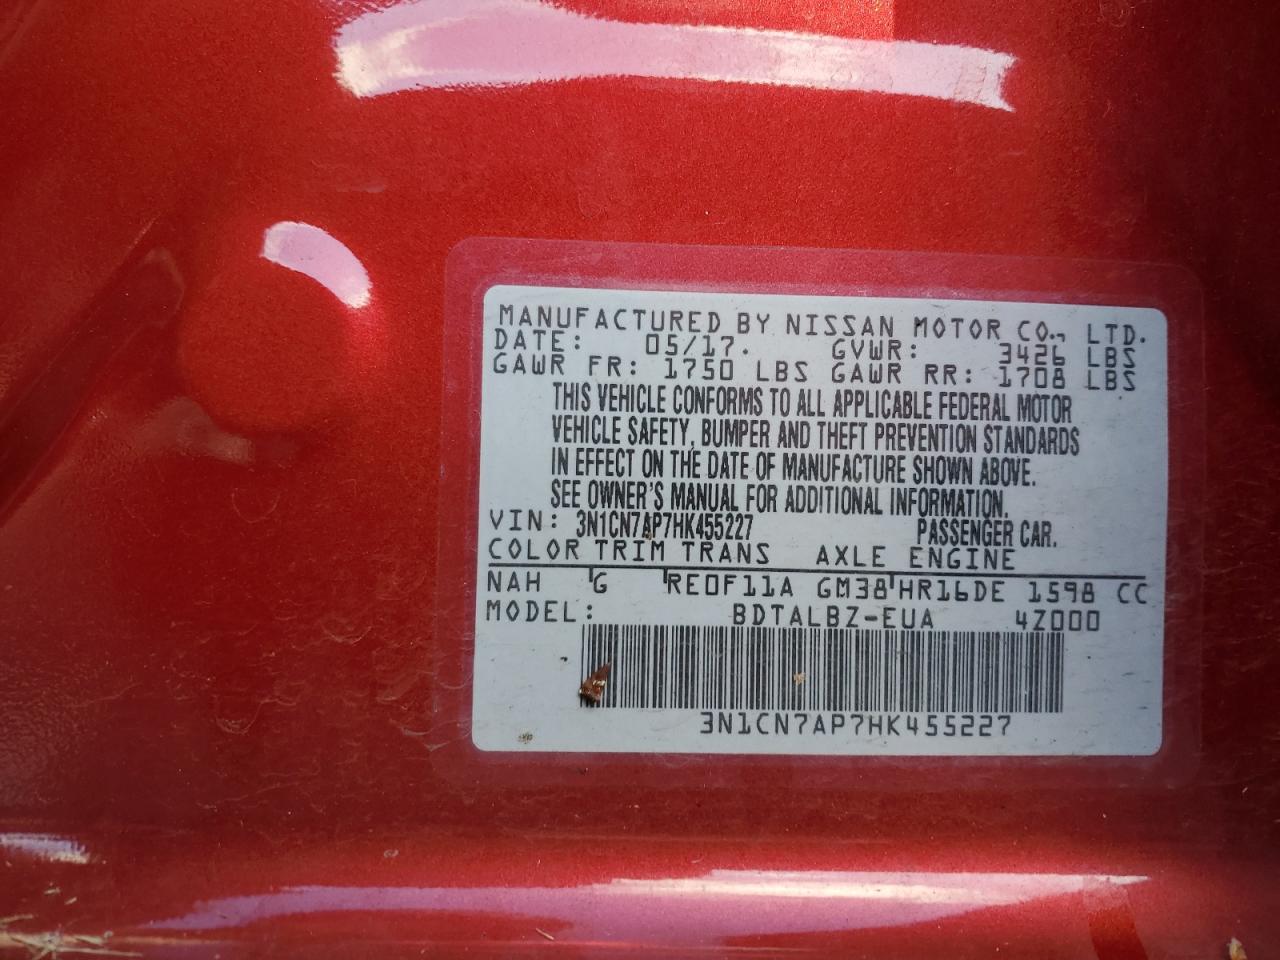 MANUFACTURED BY NISSAN MOTOR CO., LTD.
DATE: 05/17. GVWR: 3426 LBS
GAWR FR: 1750 LBS GAWR RR: 1708 LBS
THIS VEHICLE CONFORMS TO ALL APPLICABLE FEDERAL MOTOR
VEHICLE SAFETY, BUMPER AND THEFT PREVENTION STANDARDS
IN EFFECT ON THE DATE OF MANUFACTURE SHOWN ABOVE.
SEE OWNER'S MANUAL FOR ADDITIONAL INFORMATION.
VIN: 3N1CN7AP7HK455227 PASSENGER CAR.
COLOR TRIM TRANS AXLE ENGINE
NAH G RE0F11A GM38 HR16DE 1598 CC
MODEL: BDTALBZ-EUA 4Z000
3N1CN7AP7HK455227